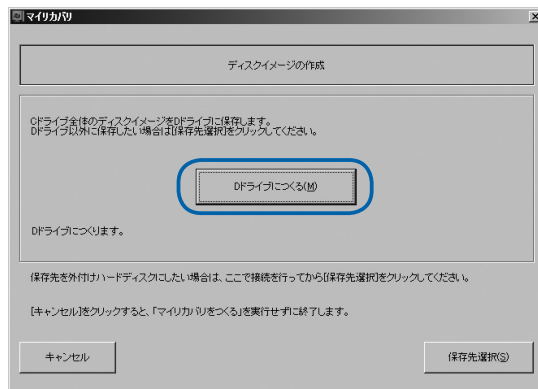 マイリカバリ
ディスクイメージの作成
Cドライブ全体のディスクイメージをDドライブに保存します。
Dドライブ以外に保存したい場合は[保存先選択]をクリックしてください。
Dドライブにつくる(M)
Dドライブにつくります。
保存先を外付けハードディスクにしたい場合は、ここで接続を行ってから[保存先選択]をクリックしてください。
[キャンセル]をクリックすると、「マイリカバリをつくる」を実行せずに終了します。
キャンセル
保存先選択(S)